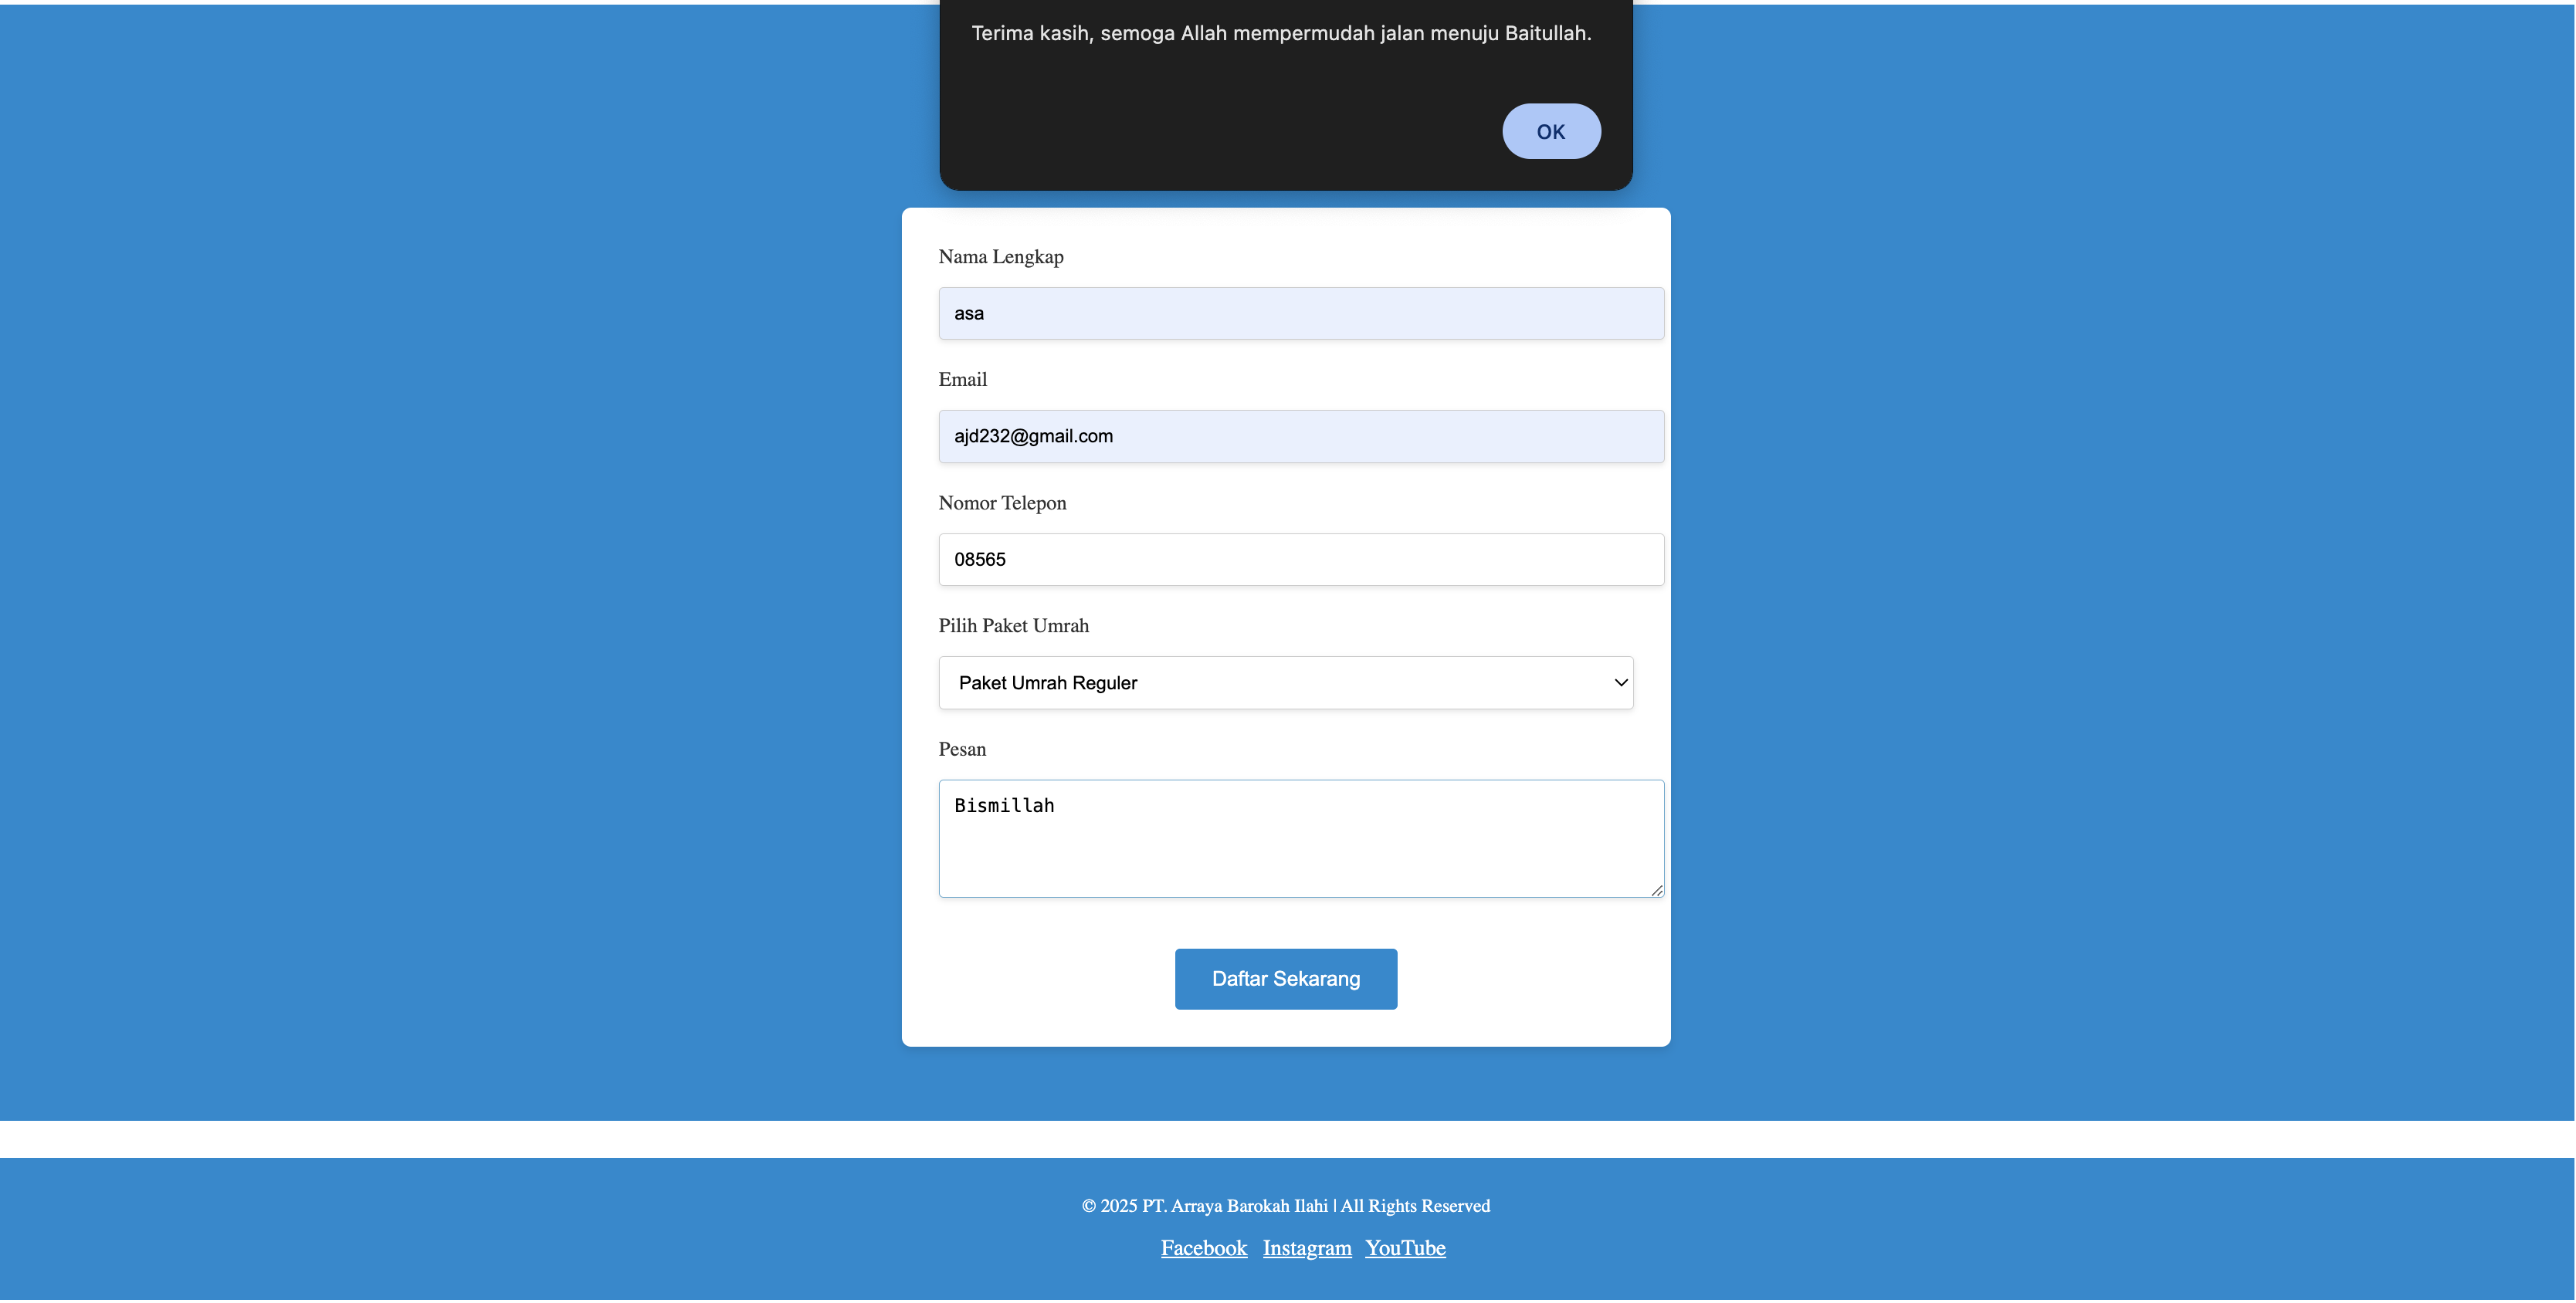 Terima kasih, semoga Allah mempermudah jalan menuju Baitullah.
OK
Nama Lengkap
asa
Email
ajd232@gmail.com
Nomor Telepon
08565
Pilih Paket Umrah
Paket Umrah Reguler
Pesan
Bismillah
Daftar Sekarang
© 2025 PT. Arraya Barokah Ilahi | All Rights Reserved
Facebook Instagram YouTube